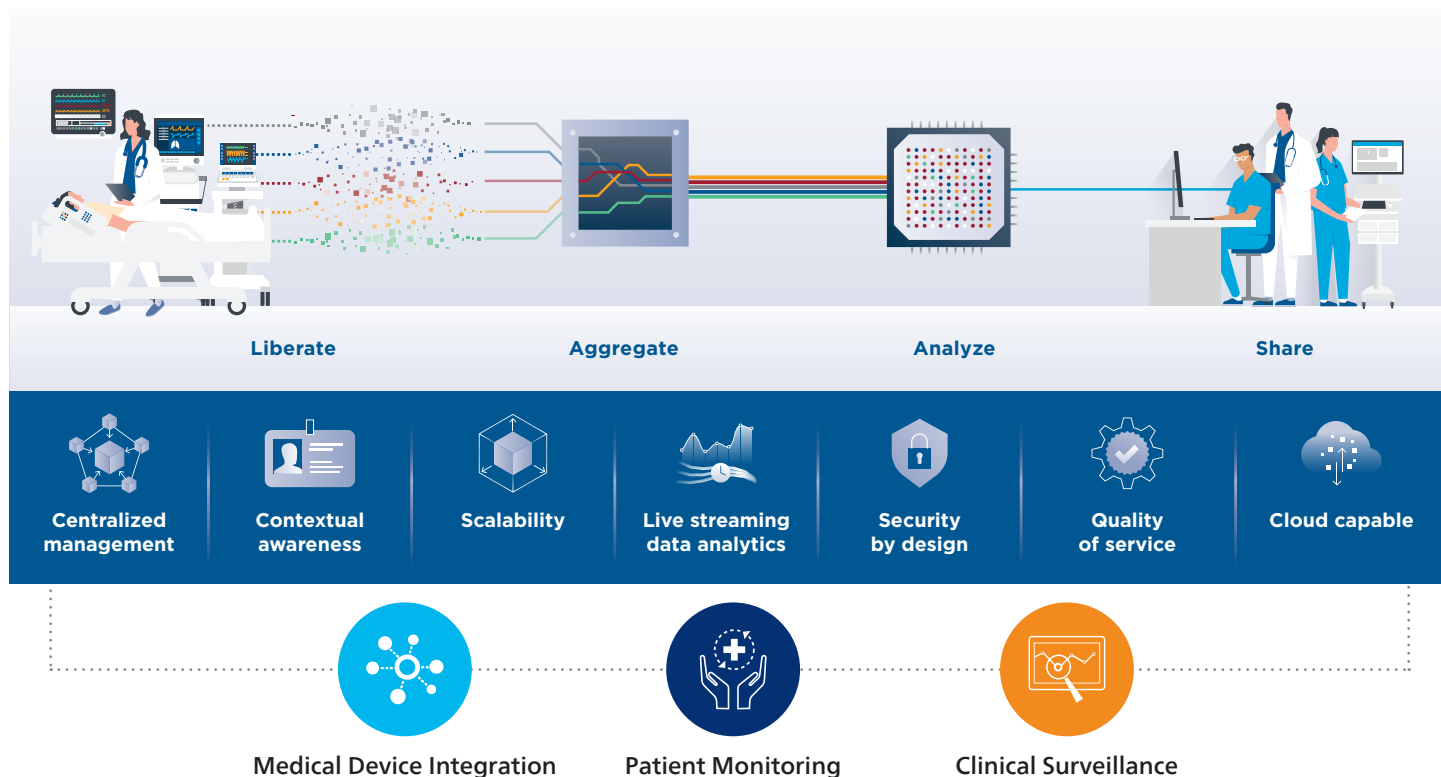 Liberate
Aggregate
Analyze
Share
Centralized
management
Contextual
awareness
Scalability
Live streaming
data analytics
Security
by design
Quality
of service
Cloud capable
Medical Device Integration
Patient Monitoring
Clinical Surveillance